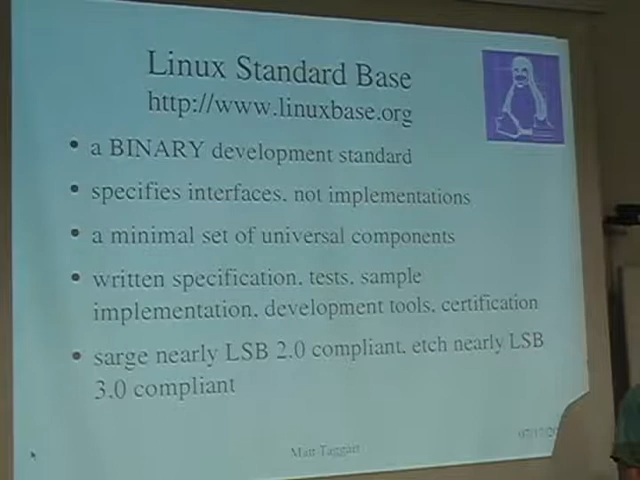 Linux Standard Base
http://www.linuxbase.org
• a BINARY development standard
• specifies interfaces, not implementations
• a minimal set of universal components
• written specification, tests, sample
implementation, development tools, certification
• sarge nearly LSB 2.0 compliant, etch nearly LSB
3.0 compliant
Matt Taggart